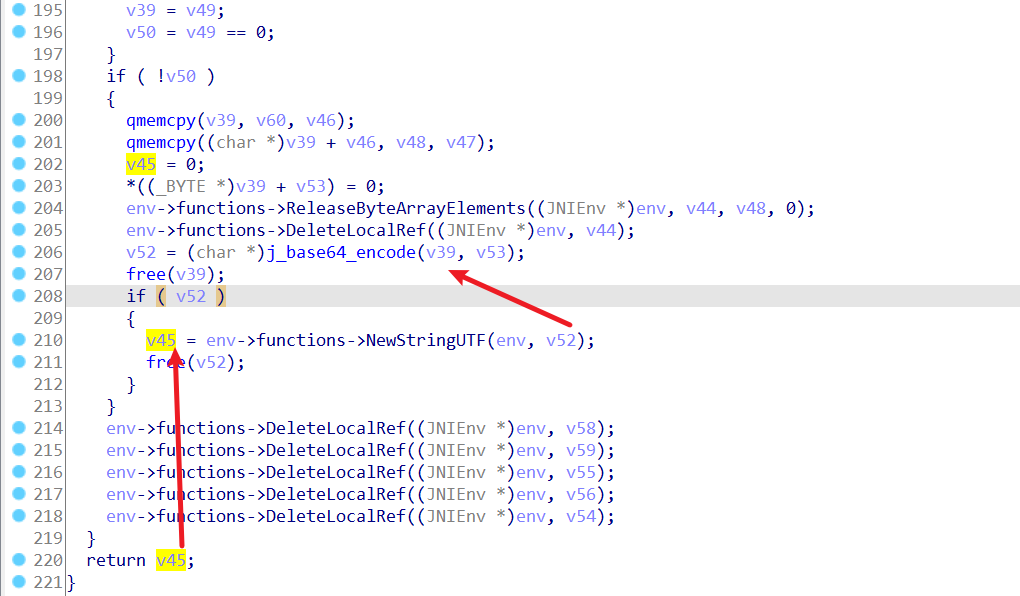 195 v39 = v49;
196 v50 = v49 == 0;
197 }
198 if ( !v50 )
199 {
200 qmemcpy(v39, v60, v46);
201 qmemcpy((char *)v39 + v46, v48, v47);
202 v45 = 0;
203 *((_BYTE *)v39 + v53) = 0;
204 env->functions->ReleaseByteArrayElements((JNIEnv *)env, v44, v48, 0);
205 env->functions->DeleteLocalRef((JNIEnv *)env, v44);
206 v52 = (char *)j_base64_encode(v39, v53);
207 free(v39);
208 if ( v52 )
209 {
210 v45 = env->functions->NewStringUTF(env, v52);
211 free(v52);
212 }
213 }
214 env->functions->DeleteLocalRef((JNIEnv *)env, v58);
215 env->functions->DeleteLocalRef((JNIEnv *)env, v59);
216 env->functions->DeleteLocalRef((JNIEnv *)env, v55);
217 env->functions->DeleteLocalRef((JNIEnv *)env, v56);
218 env->functions->DeleteLocalRef((JNIEnv *)env, v54);
219 }
220 return v45;
221 }